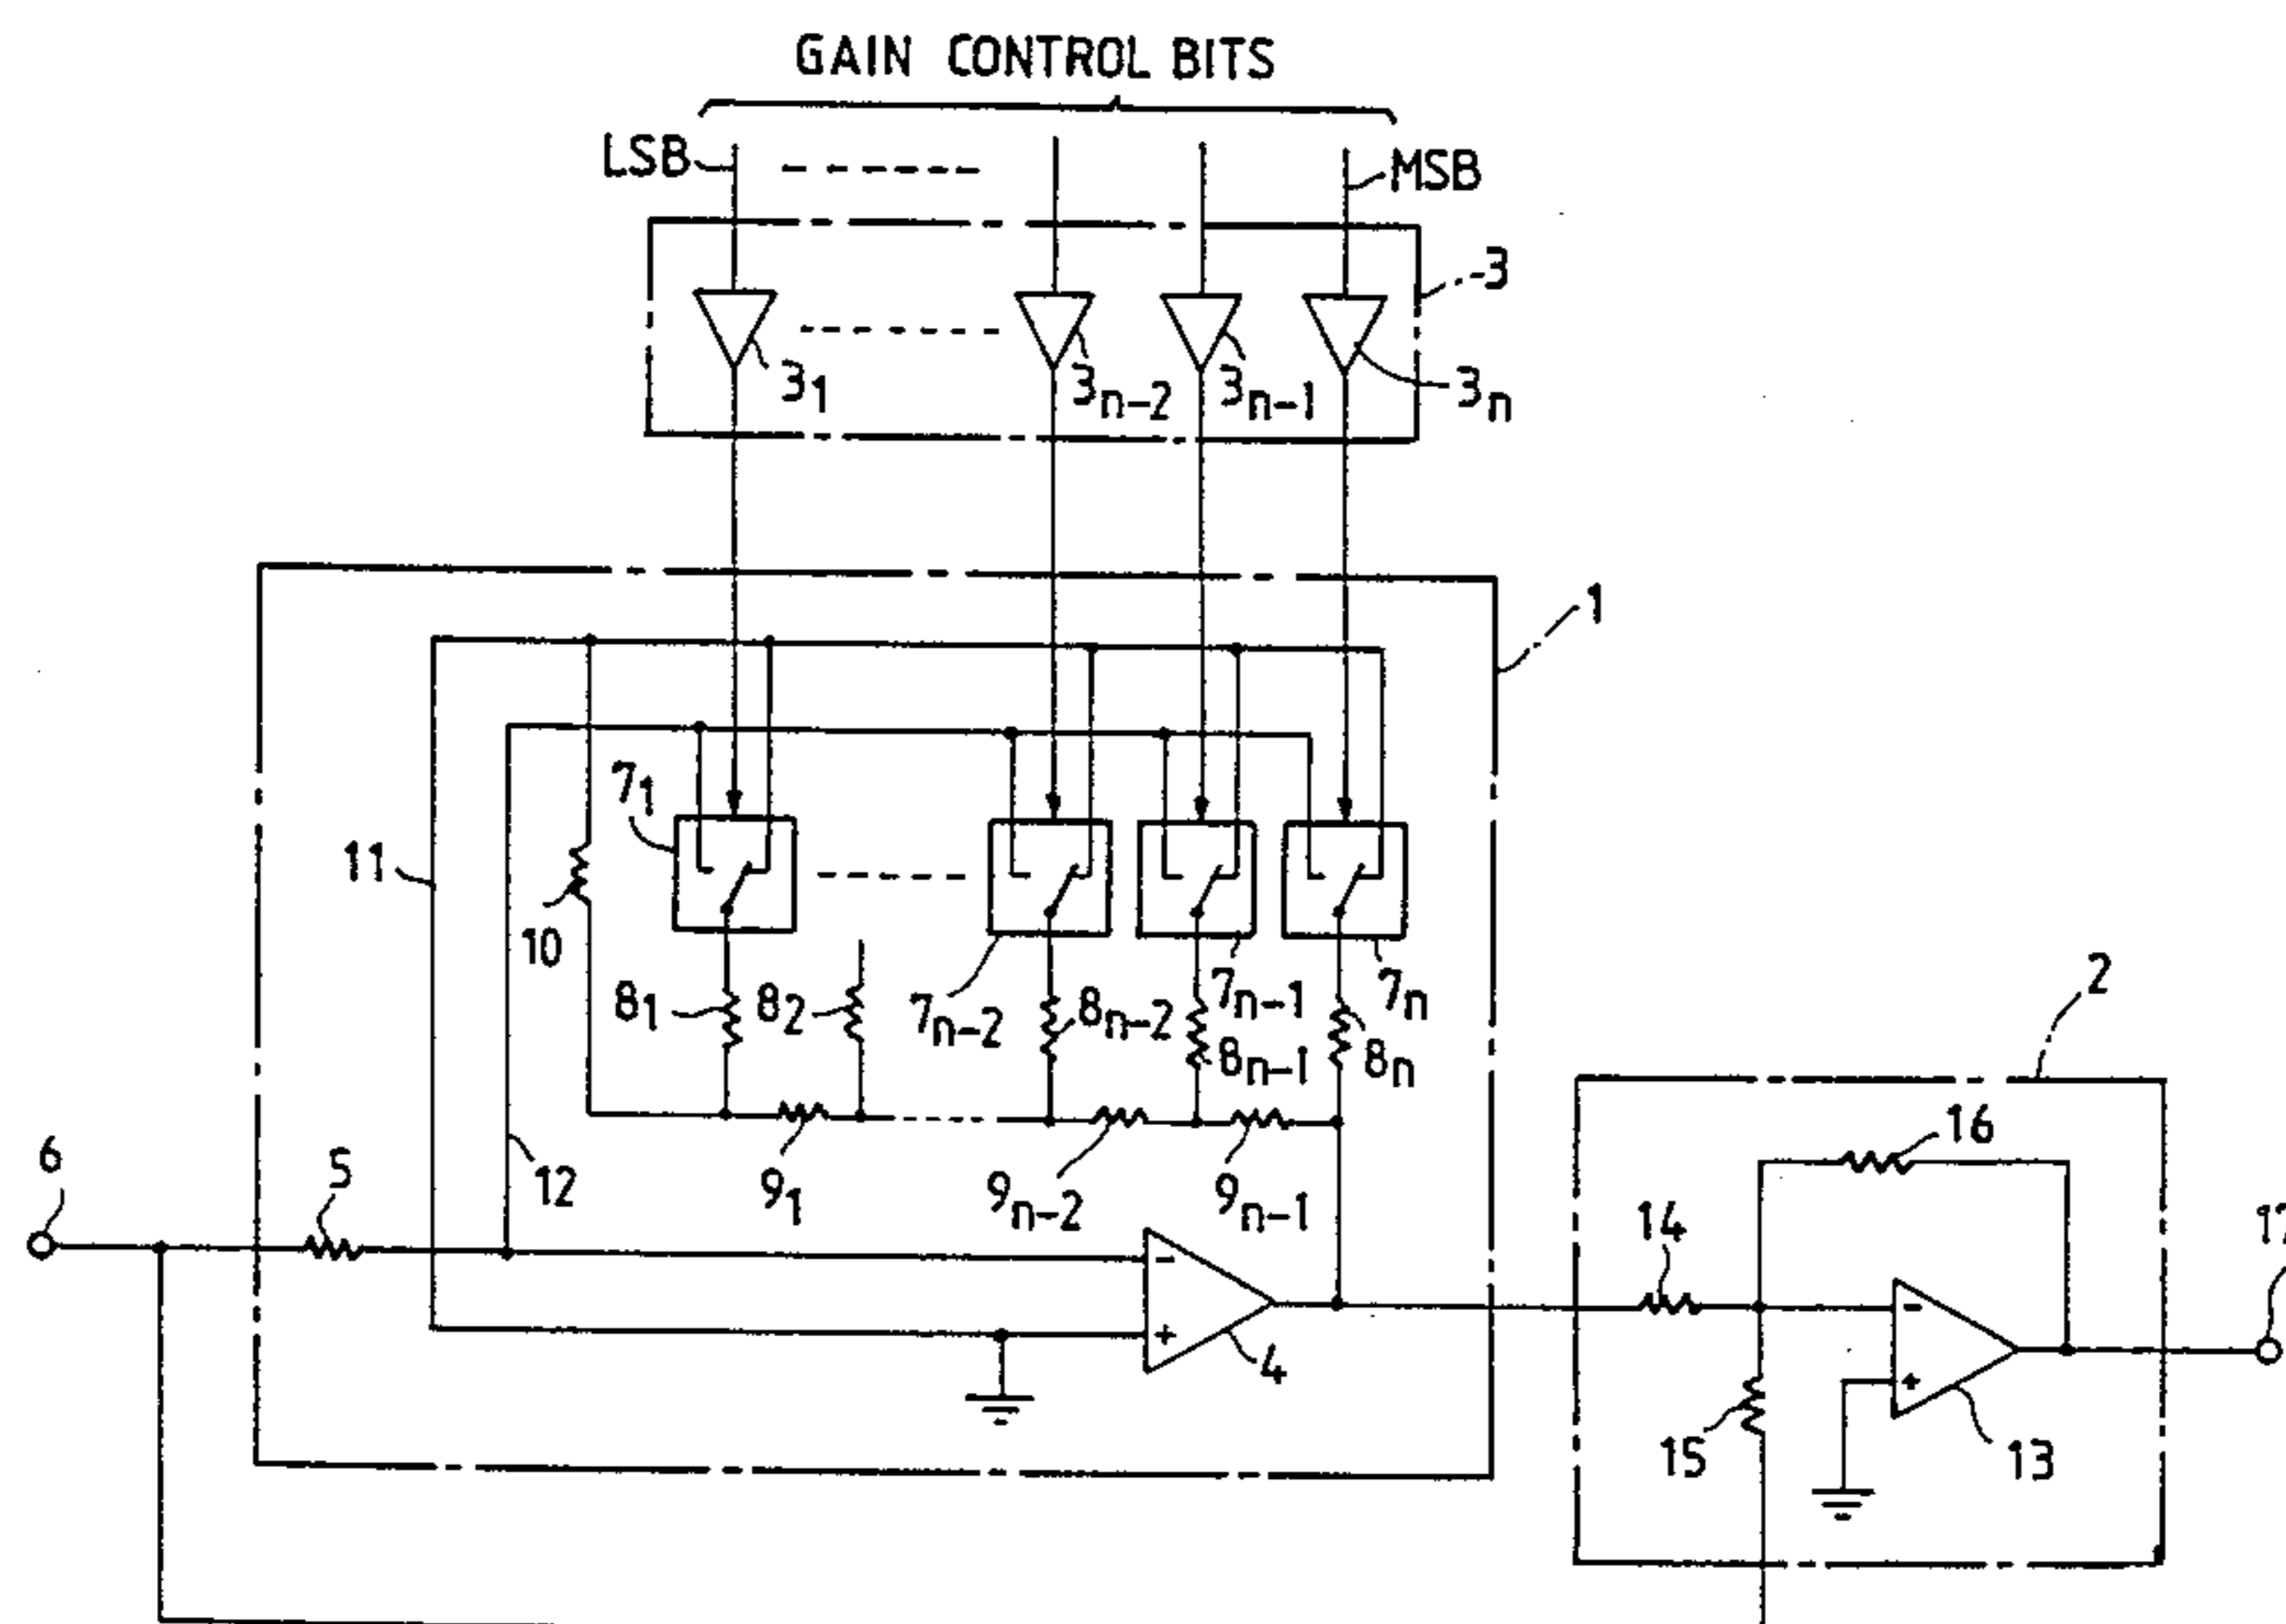 GAIN CONTROL BITS
LSB
MSB
3
3₁
3ₙ₋₂
3ₙ₋₁
3ₙ
1
7₁
11
10
8₁
8₂
7ₙ₋₂
8ₙ₋₂
7ₙ₋₁
8ₙ₋₁
7ₙ
8ₙ
2
6
5
12
9₁
9ₙ₋₂
9ₙ₋₁
16
14
17
-
+
4
-
+
15
13